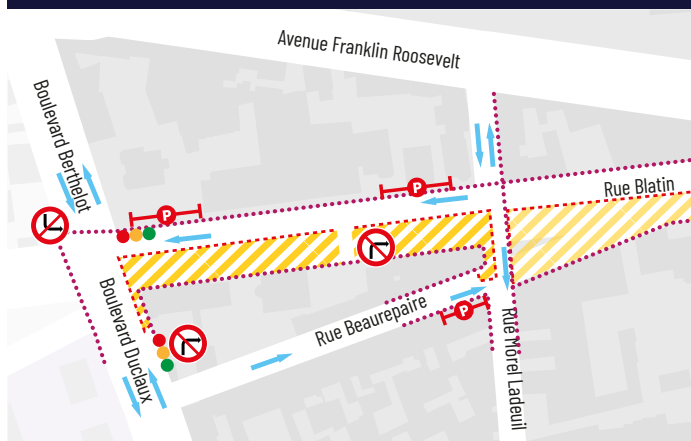 Avenue Franklin Roosevelt
Boulevard Berthelot
P
P
Rue Blatin
Boulevard Duclaux
Rue Beaurepaire
P
Rue Morel Ladeuil